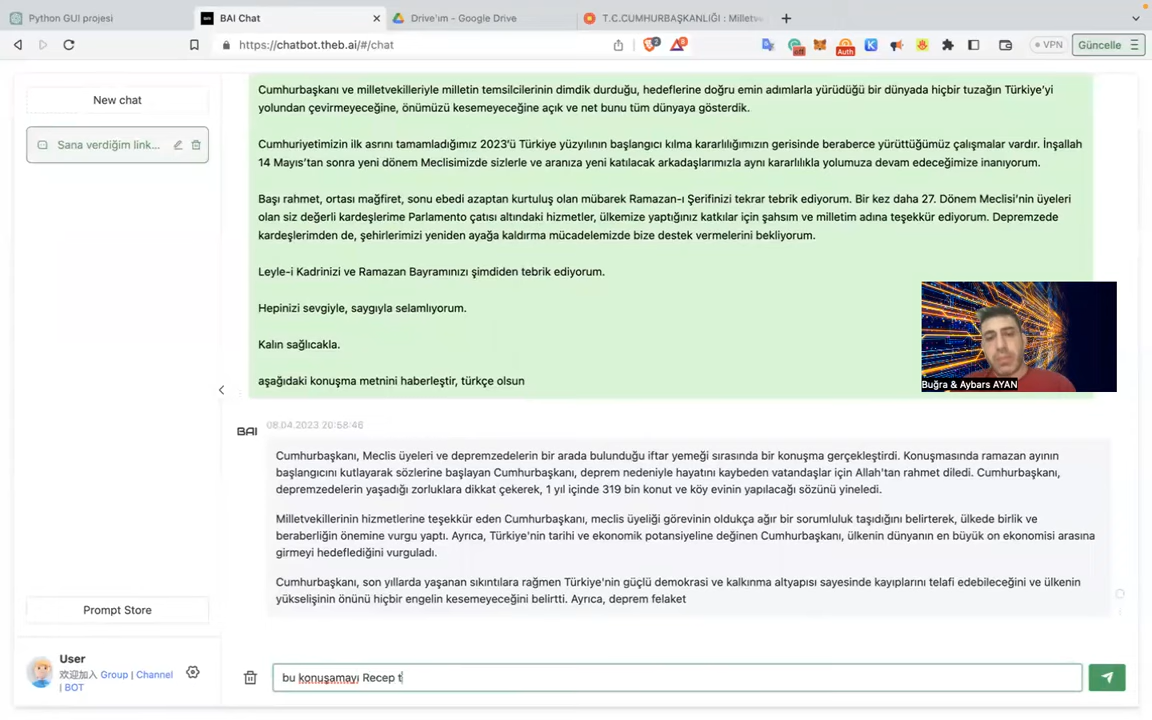 Python GUI projesi
BAI Chat
Drive'ım - Google Drive
T.C.CUMHURBAŞKANLIĞI : Milletv
https://chatbot.theb.ai/#/chat
Auth
VPN
Güncelle
New chat
Sana verdiğim link...
Cumhurbaşkanı ve milletvekilleriyle milletin temsilcilerinin dimdik durduğu, hedeflerine doğru emin adımlarla yürüdüğü bir dünyada hiçbir tuzağın Türkiye'yi
yolundan çevirmeyeceğine, önümüzü kesemeyeceğine açık ve net bunu tüm dünyaya gösterdik.
Cumhuriyetimizin ilk asrını tamamladığımız 2023'ü Türkiye yüzyılının başlangıcı kılma kararlılığımızın gerisinde beraberce yürüttüğümüz çalışmalar vardır. İnşallah
14 Mayıs'tan sonra yeni dönem Meclisimizde sizlerle ve aranıza yeni katılacak arkadaşlarımızla aynı kararlılıkla yolumuza devam edeceğimize inanıyorum.
Başı rahmet, ortası mağfiret, sonu ebedi azaptan kurtuluş olan mübarek Ramazan-ı Şerifinizi tekrar tebrik ediyorum. Bir kez daha 27. Dönem Meclisi'nin üyeleri
olan siz değerli kardeşlerime Parlamento çatısı altındaki hizmetler, ülkemize yaptığınız katkılar için şahsım ve milletim adına teşekkür ediyorum. Depremzede
kardeşlerimden de, şehirlerimizi yeniden ayağa kaldırma mücadelemizde bize destek vermelerini bekliyorum.
Leyle-i Kadrinizi ve Ramazan Bayramınızı şimdiden tebrik ediyorum.
Hepinizi sevgiyle, saygıyla selamlıyorum.
Kalın sağlıcakla.
aşağıdaki konuşma metnini haberleştir, türkçe olsun
Buğra & Aybars AYAN
BAI
08.04.2023 20:58:46
Cumhurbaşkanı, Meclis üyeleri ve depremzedelerin bir arada bulunduğu iftar yemeği sırasında bir konuşma gerçekleştirdi. Konuşmasında ramazan ayının
başlangıcını kutlayarak sözlerine başlayan Cumhurbaşkanı, deprem nedeniyle hayatını kaybeden vatandaşlar için Allah'tan rahmet diledi. Cumhurbaşkanı,
depremzedelerin yaşadığı zorluklara dikkat çekerek, 1 yıl içinde 319 bin konut ve köy evinin yapılacağı sözünü yineledi.
Milletvekillerinin hizmetlerine teşekkür eden Cumhurbaşkanı, meclis üyeliği görevinin oldukça ağır bir sorumluluk taşıdığını belirterek, ülkede birlik ve
beraberliğin önemine vurgu yaptı. Ayrıca, Türkiye'nin tarihi ve ekonomik potansiyeline değinen Cumhurbaşkanı, ülkenin dünyanın en büyük on ekonomisi arasına
girmeyi hedeflediğini vurguladı.
Cumhurbaşkanı, son yıllarda yaşanan sıkıntılara rağmen Türkiye'nin güçlü demokrasi ve kalkınma altyapısı sayesinde kayıplarını telafi edebileceğini ve ülkenin
yükselişinin önünü hiçbir engelin kesemeyeceğini belirtti. Ayrıca, deprem felaket
Prompt Store
User
欢迎加入 Group | Channel
| BOT
bu konuşamayı Recep t